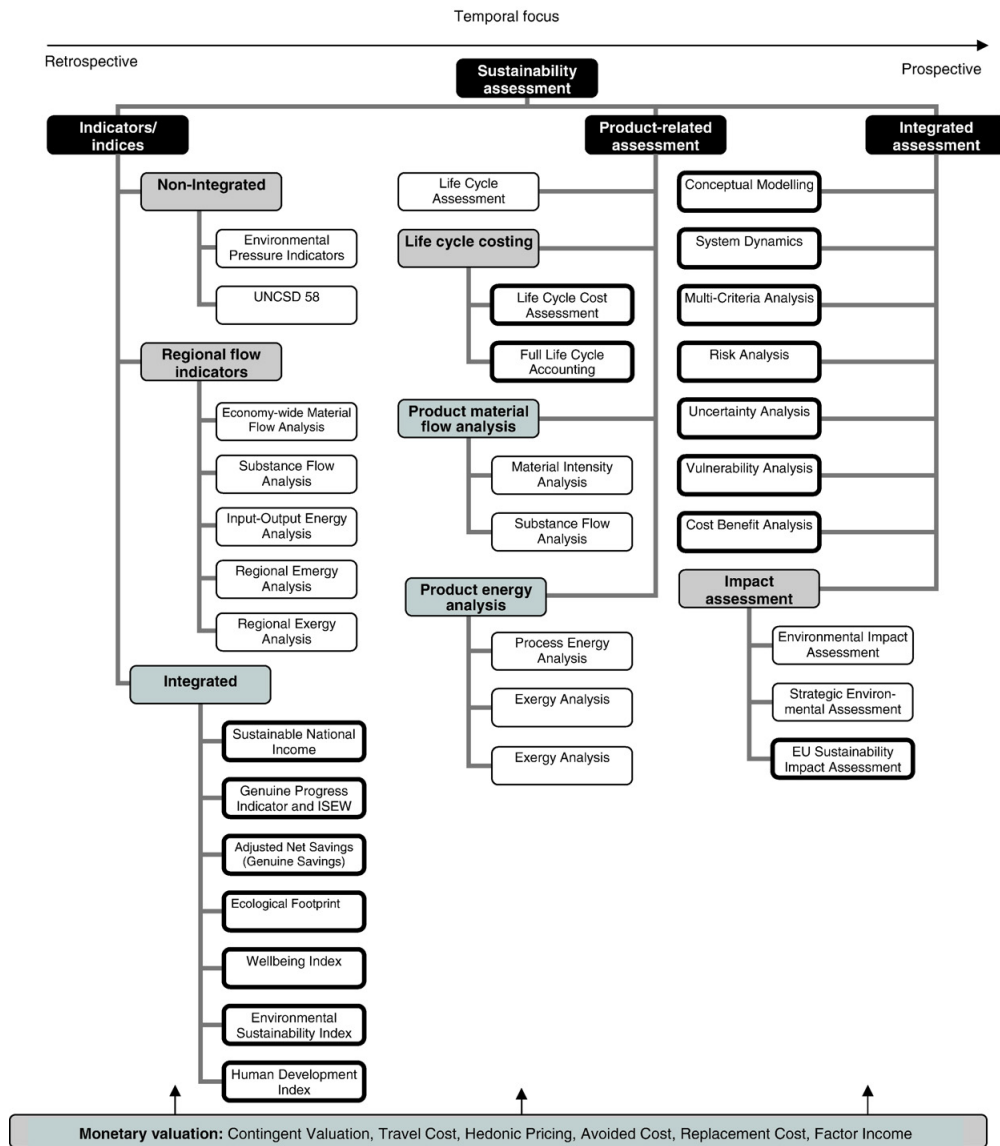 Temporal focus
Retrospective
Prospective
Sustainability
assessment
Indicators/
indices
Non-Integrated
Environmental
Pressure Indicators
UNCSD 58
Regional flow
indicators
Economy-wide Material
Flow Analysis
Substance Flow
Analysis
Input-Output Energy
Analysis
Regional Emergy
Analysis
Regional Exergy
Analysis
Integrated
Sustainable National
Income
Genuine Progress
Indicator and ISEW
Adjusted Net Savings
(Genuine Savings)
Ecological Footprint
Wellbeing Index
Environmental
Sustainability Index
Human Development
Index
Product-related
assessment
Life Cycle
Assessment
Life cycle costing
Life Cycle Cost
Assessment
Full Life Cycle
Accounting
Product material
flow analysis
Material Intensity
Analysis
Substance Flow
Analysis
Product energy
analysis
Process Energy
Analysis
Exergy Analysis
Exergy Analysis
Integrated
assessment
Conceptual Modelling
System Dynamics
Multi-Criteria Analysis
Risk Analysis
Uncertainty Analysis
Vulnerability Analysis
Cost Benefit Analysis
Impact
assessment
Environmental Impact
Assessment
Strategic Environ-
mental Assessment
EU Sustainability
Impact Assessment
Monetary valuation: Contingent Valuation, Travel Cost, Hedonic Pricing, Avoided Cost, Replacement Cost, Factor Income